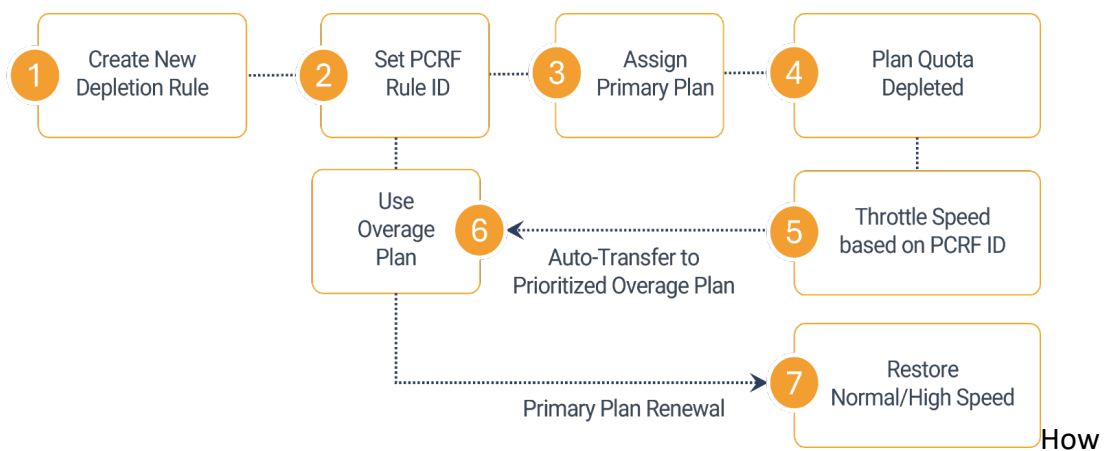 1
Create New
Depletion Rule
2
Set PCRF
Rule ID
3
Assign
Primary Plan
4
Plan Quota
Depleted
5
Throttle Speed
based on PCRF ID
Auto-Transfer to
Prioritized Overage Plan
6
Use
Overage
Plan
Primary Plan Renewal
7
Restore
Normal/High Speed
How